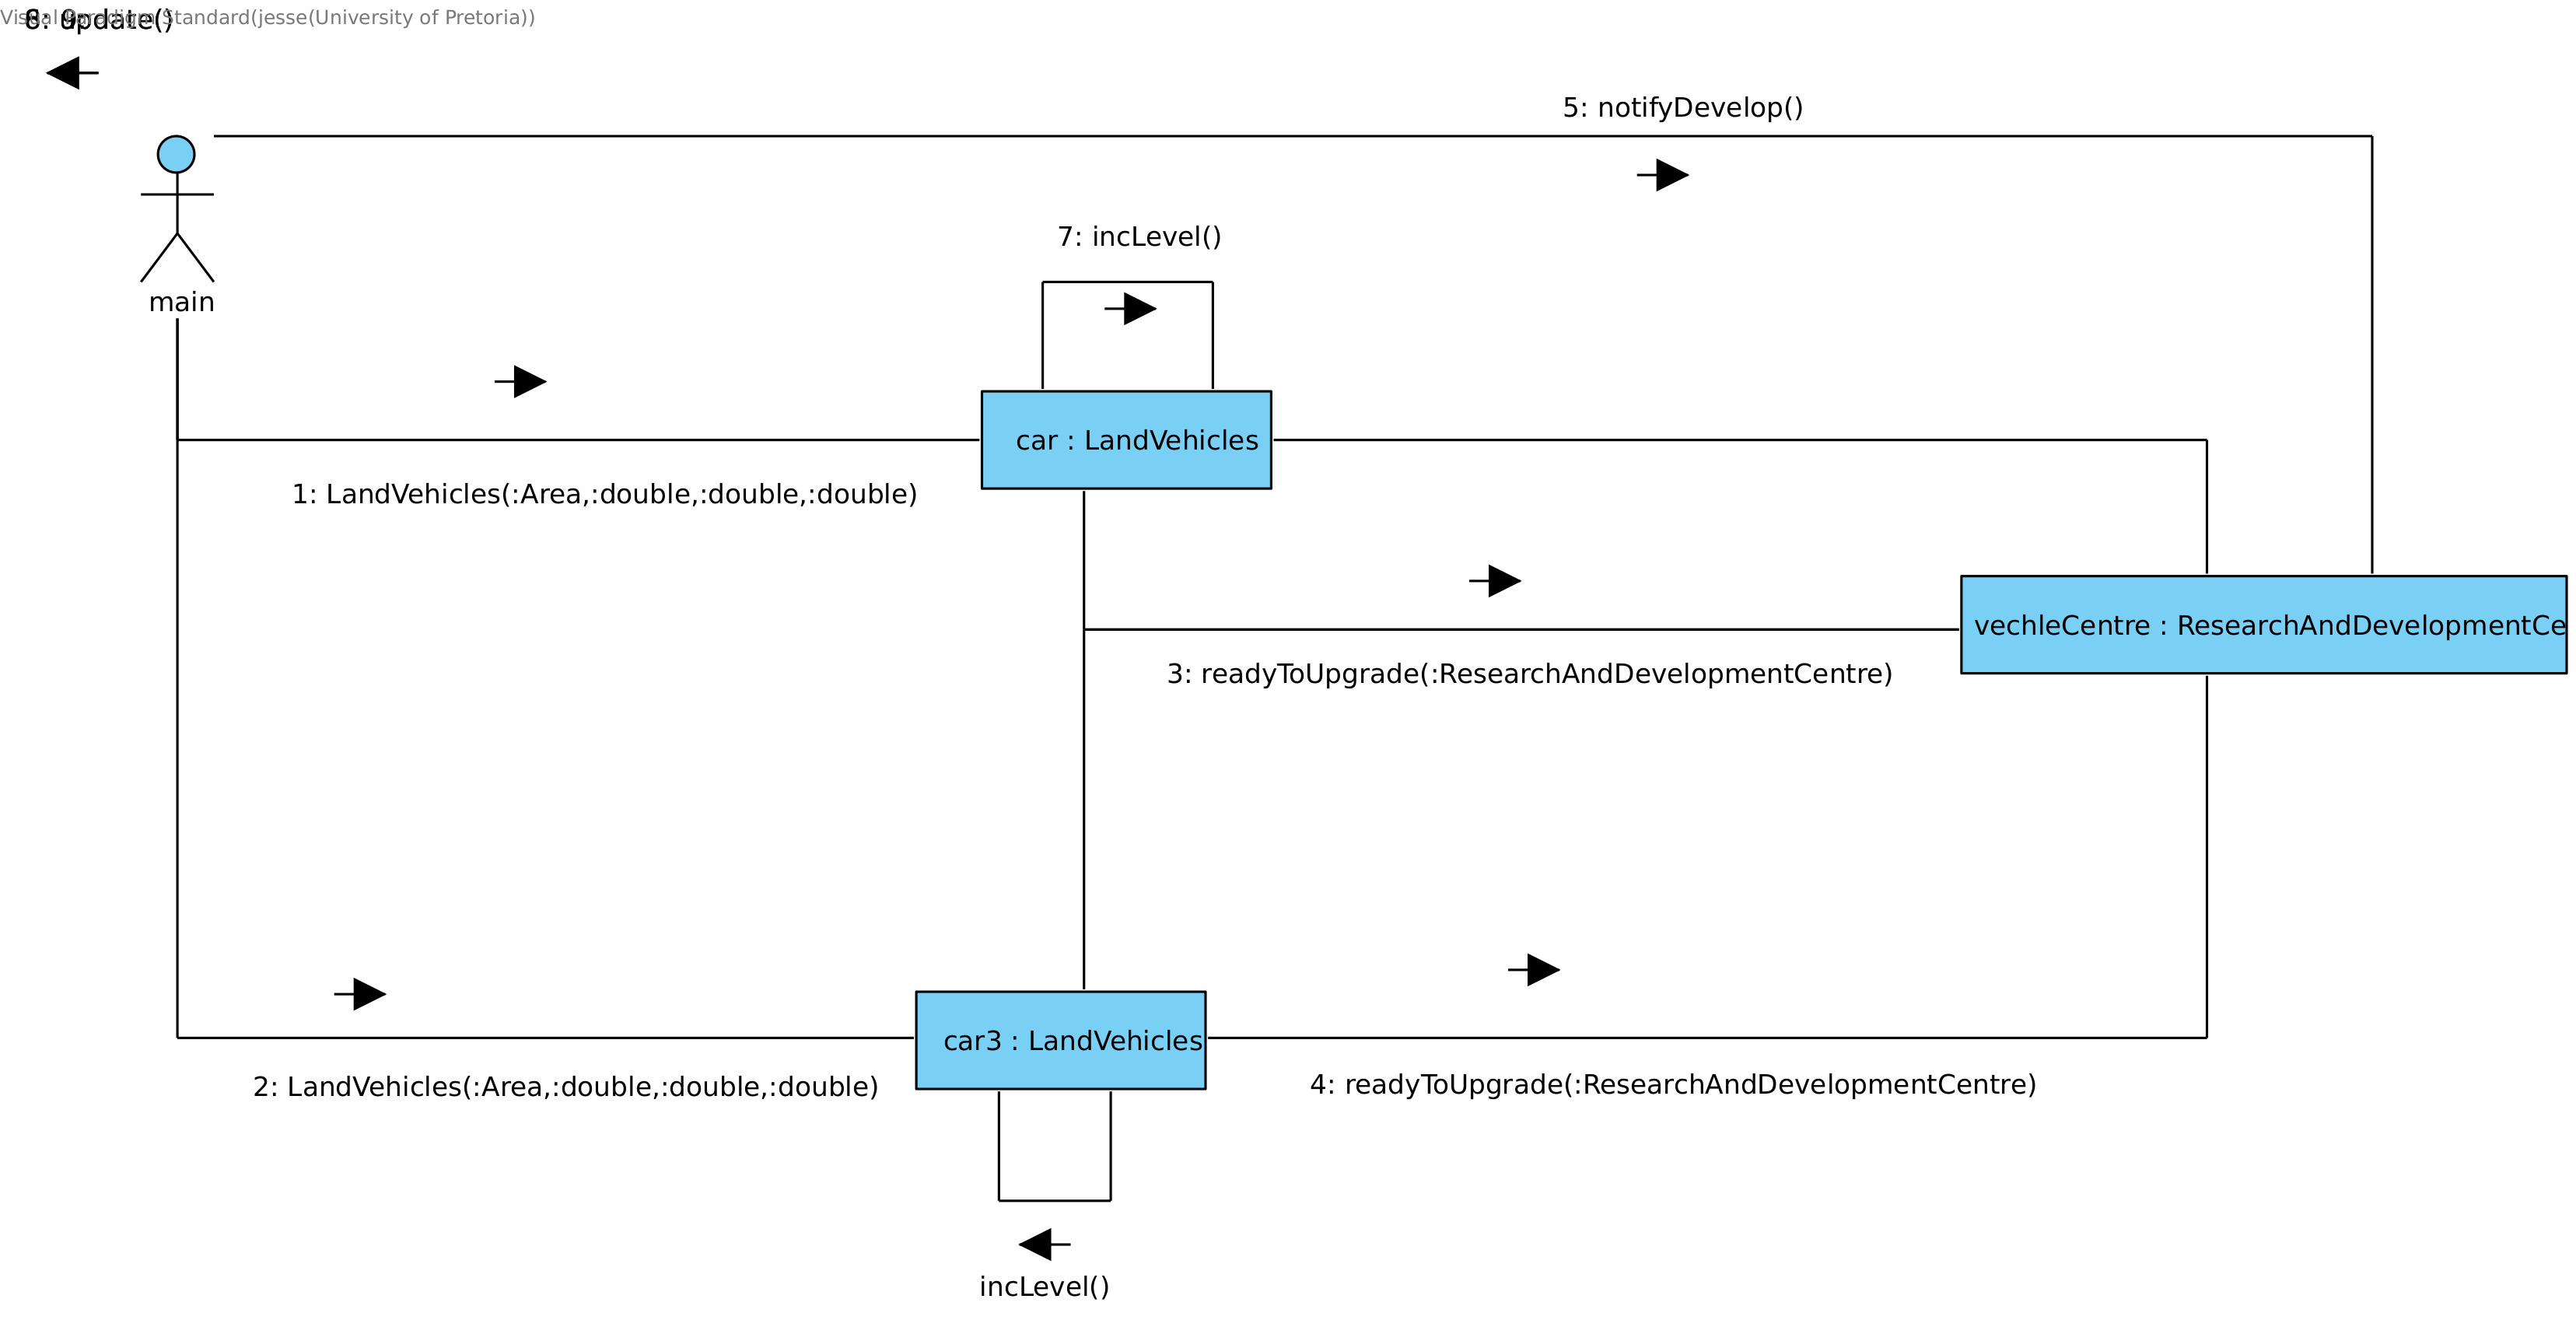 Visual Paradigm Standard(jesse(University of Pretoria))
update()
5: notifyDevelop()
7: incLevel()
main
car : LandVehicles
1: LandVehicles(:Area,:double,:double,:double)
vechleCentre : ResearchAndDevelopmentCe
3: readyToUpgrade(:ResearchAndDevelopmentCentre)
car3 : LandVehicles
2: LandVehicles(:Area,:double,:double,:double)
4: readyToUpgrade(:ResearchAndDevelopmentCentre)
incLevel()